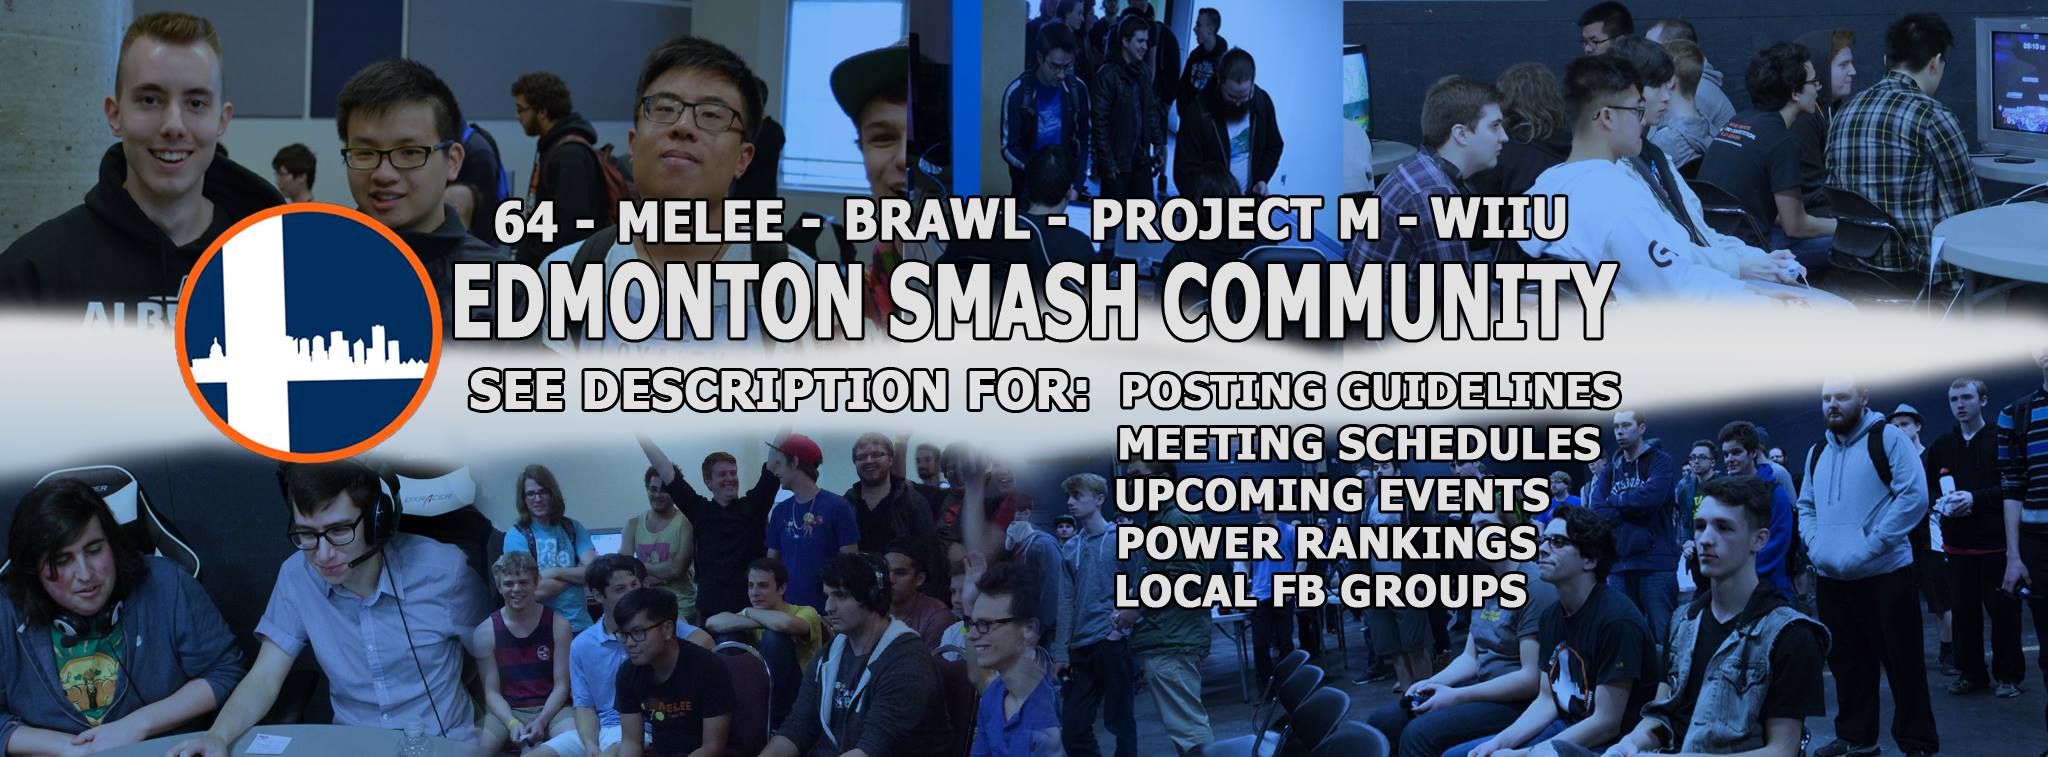 64 - MELEE - BRAWL - PROJECT M - WIIU
EDMONTON SMASH COMMUNITY
SEE DESCRIPTION FOR:
POSTING GUIDELINES
MEETING SCHEDULES
UPCOMING EVENTS
POWER RANKINGS
LOCAL FB GROUPS
MELEE